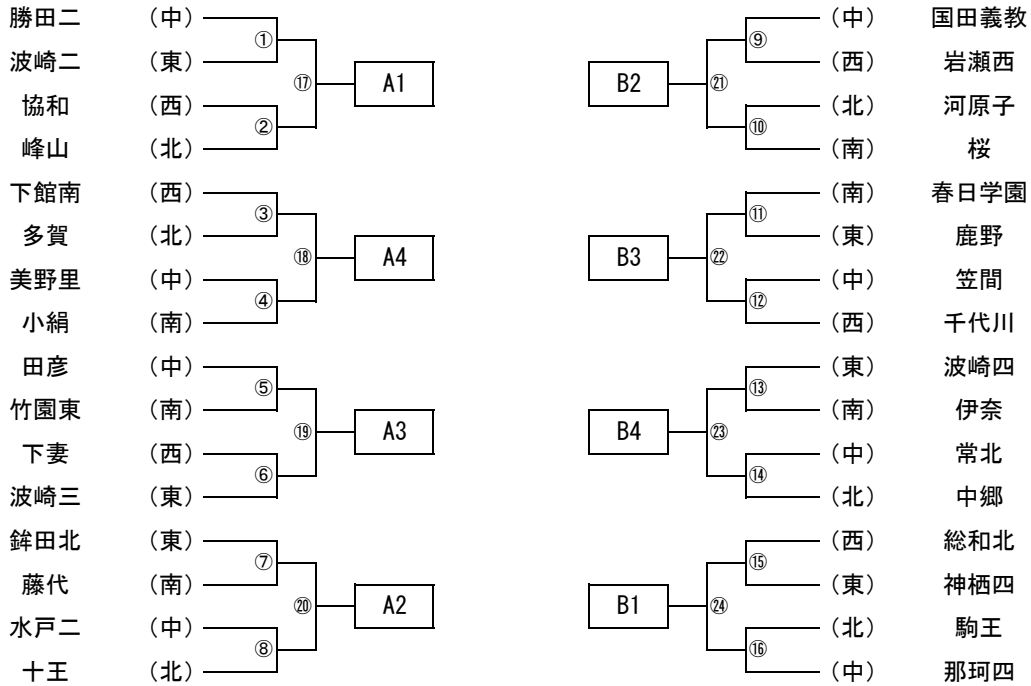 勝田二 （中） （中） 国田義教
① ⑨
波崎二 （東） （西） 岩瀬西
⑰ A1 B2 ㉑
協和 （西） （北） 河原子
② ⑩
峰山 （北） （南） 桜
下館南 （西） （南） 春日学園
③ ⑪
多賀 （北） （東） 鹿野
⑱ A4 B3 ㉒
美野里 （中） （中） 笠間
④ ⑫
小絹 （南） （西） 千代川
田彦 （中） （東） 波崎四
⑤ ⑬
竹園東 （南） （南） 伊奈
⑲ A3 B4 ㉓
下妻 （西） （中） 常北
⑥ ⑭
波崎三 （東） （北） 中郷
鉾田北 （東） （西） 総和北
⑦ ⑮
藤代 （南） （東） 神栖四
⑳ A2 B1 ㉔
水戸二 （中） （北） 駒王
⑧ ⑯
十王 （北） （中） 那珂四